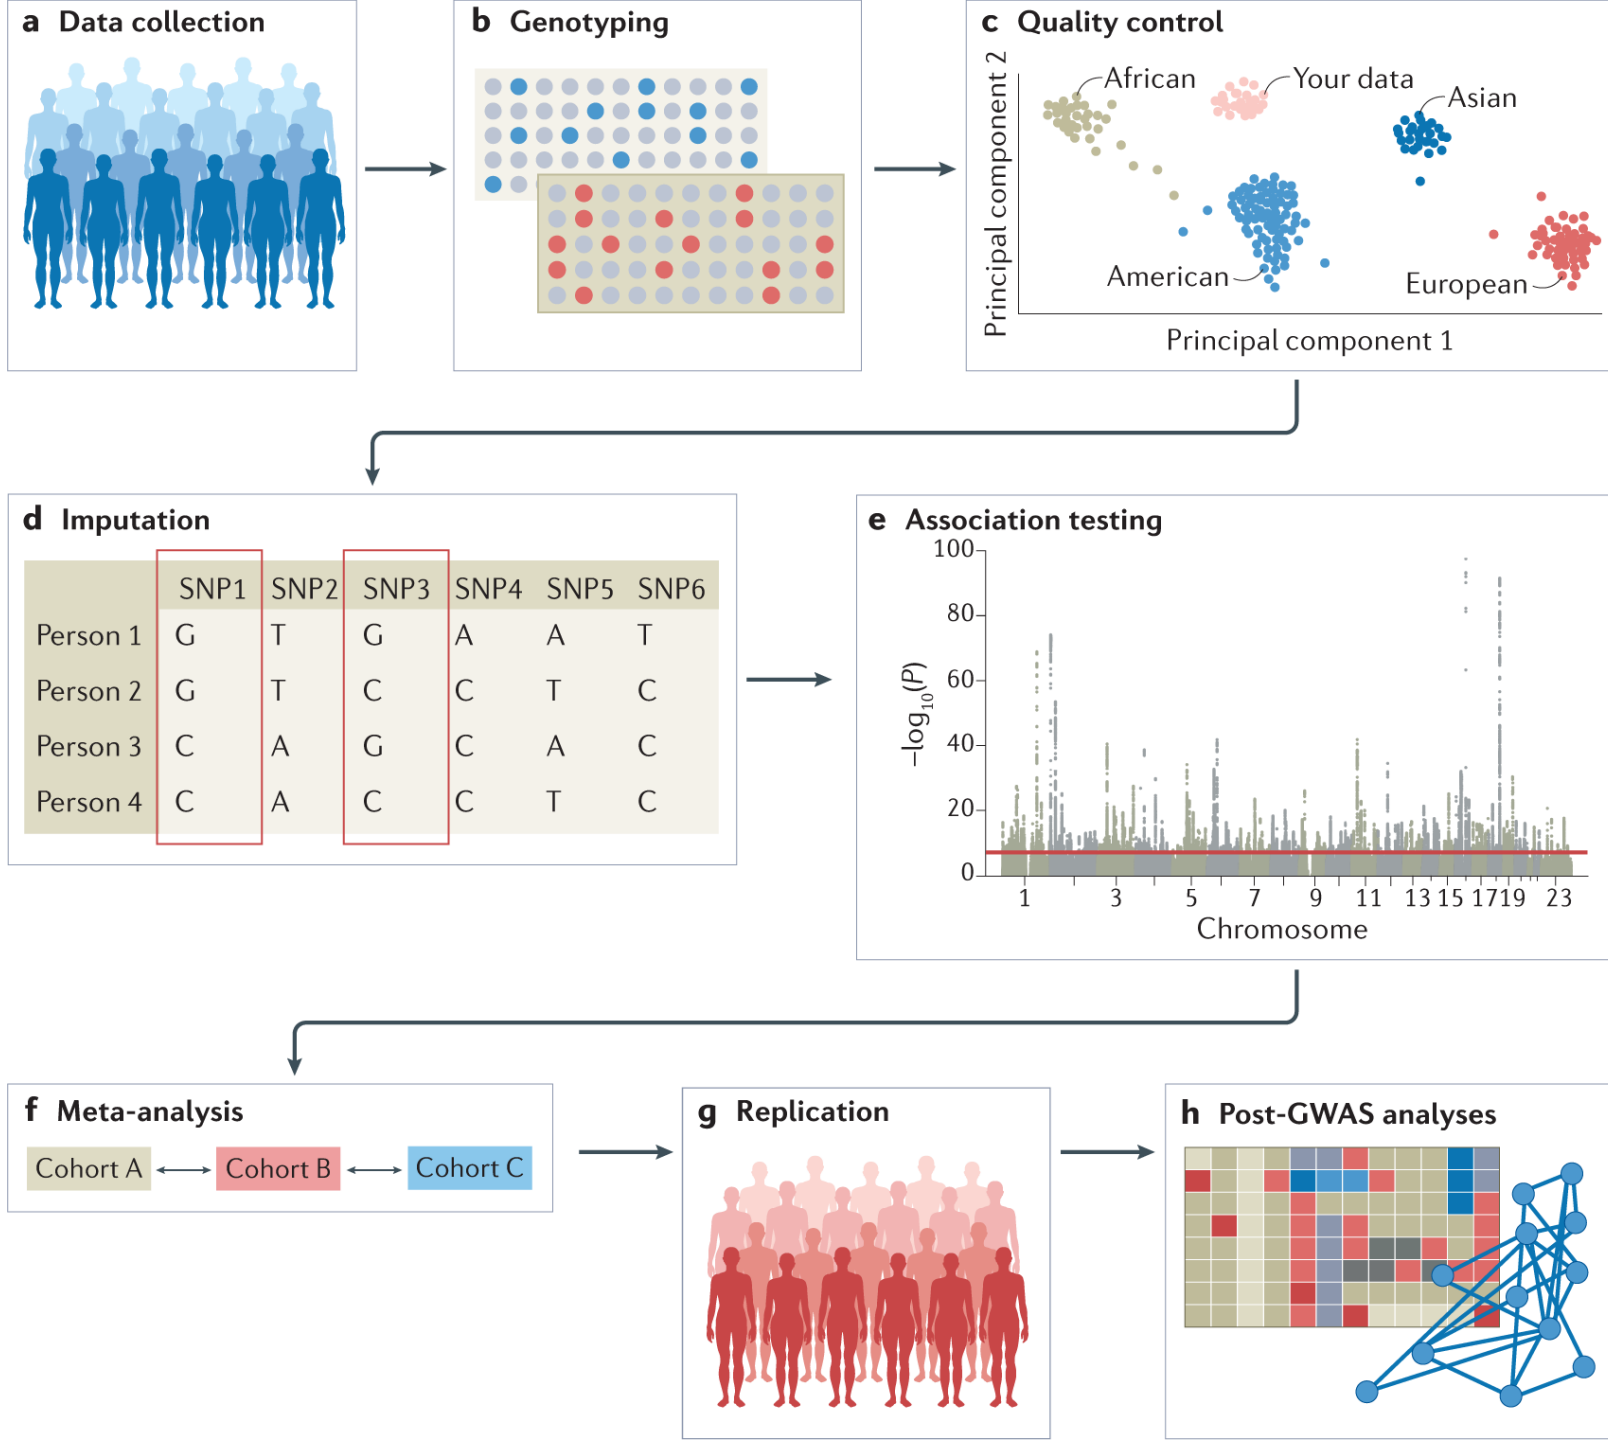 a Data collection
b Genotyping
c Quality control
Principal component 2
African
Your data
Asian
American
European
Principal component 1
d Imputation
SNP1 SNP2 SNP3 SNP4 SNP5 SNP6
Person 1 G T G A A T
Person 2 G T C C T C
Person 3 C A G C A C
Person 4 C A C C T C
e Association testing
–log10(P)
100
80
60
40
20
0
1 3 5 7 9 11 13 15 17 19 23
Chromosome
f Meta-analysis
Cohort A Cohort B Cohort C
g Replication
h Post-GWAS analyses